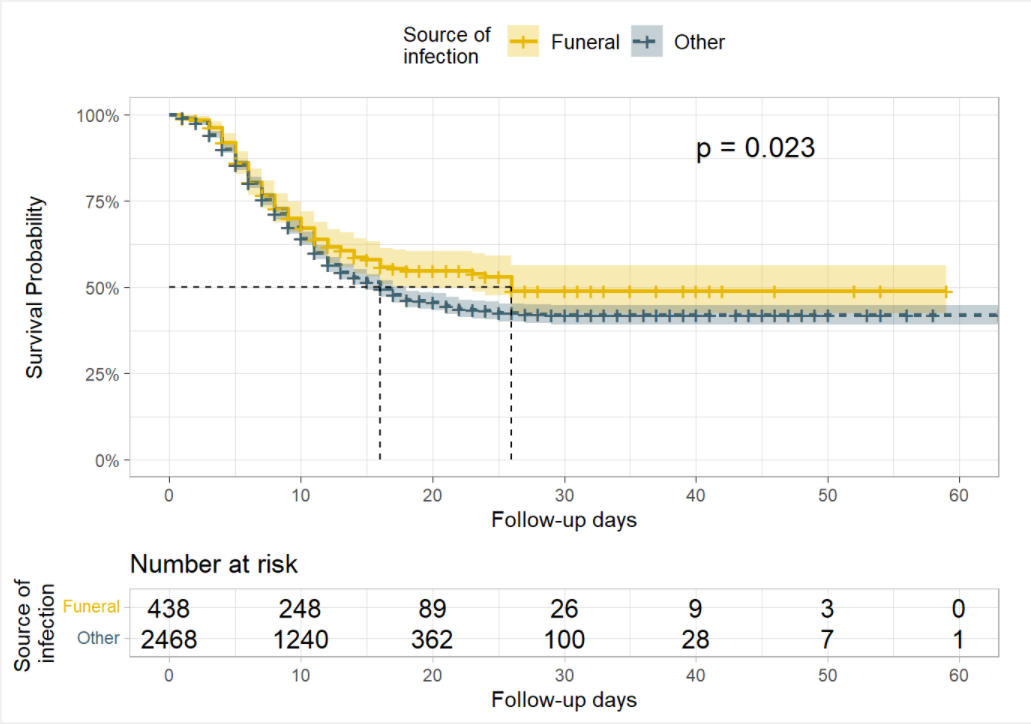 Source of
infection
Funeral
Other
100%
75%
50%
25%
0%
Survival Probability
p = 0.023
0 10 20 30 40 50 60
Follow-up days
Number at risk
Source of
infection
Funeral 438 248 89 26 9 3 0
Other 2468 1240 362 100 28 7 1
0 10 20 30 40 50 60
Follow-up days